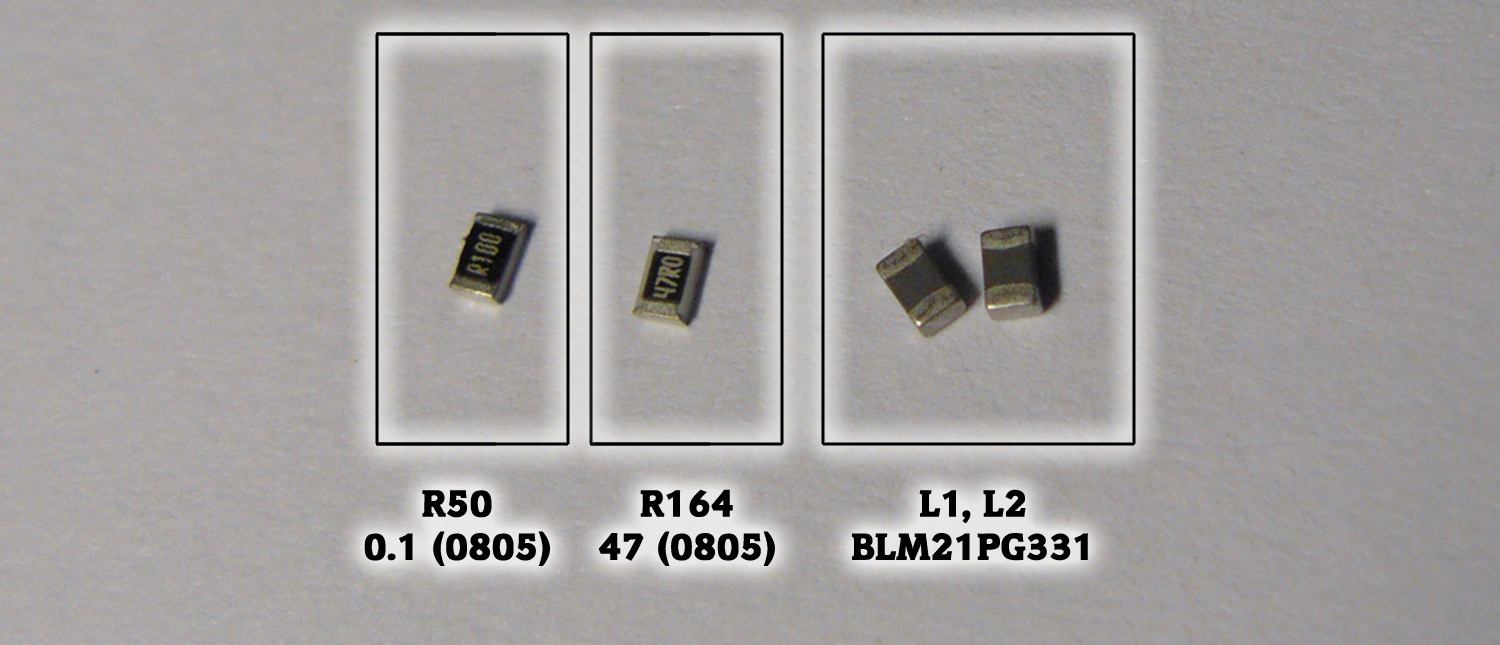 R100
47R0
R50
0.1 (0805)
R164
47 (0805)
L1, L2
BLM21PG331